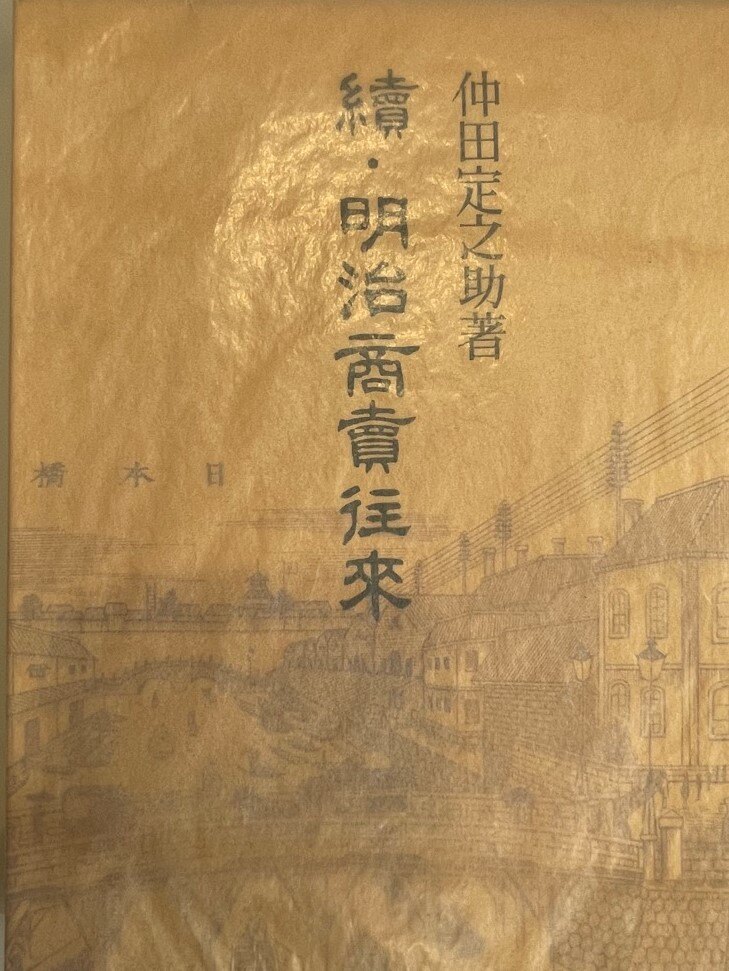 仲田定之助著
續・明治商賣往來
日本橋